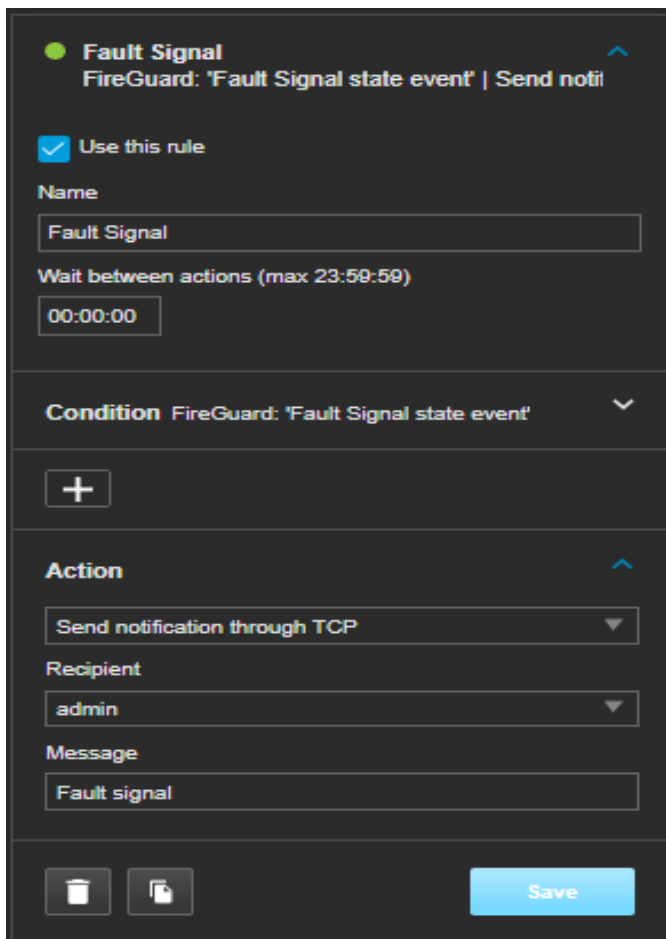 Fault Signal
FireGuard: 'Fault Signal state event' | Send notif
Use this rule
Name
Fault Signal
Wait between actions (max 23:59:59)
00:00:00
Condition FireGuard: 'Fault Signal state event'
Action
Send notification through TCP
Recipient
admin
Message
Fault signal
Save